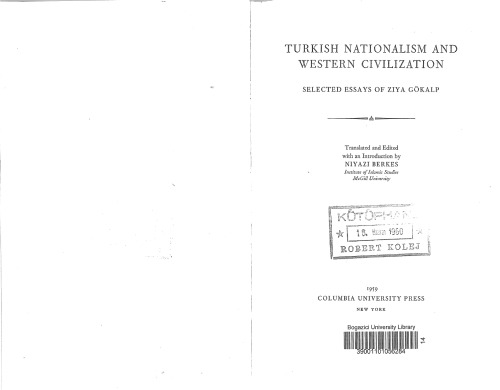 TURKISH NATIONALISM AND
WESTERN CIVILIZATION
SELECTED ESSAYS OF ZIYA GÖKALP
Translated and Edited
with an Introduction by
NIYAZI BERKES
Institute of Islamic Studies
McGill University
KÜTÜPHANE
1960
ROBERT KOLEJ
1959
COLUMBIA UNIVERSITY PRESS
NEW YORK
Bogazici University Library
39001101056284